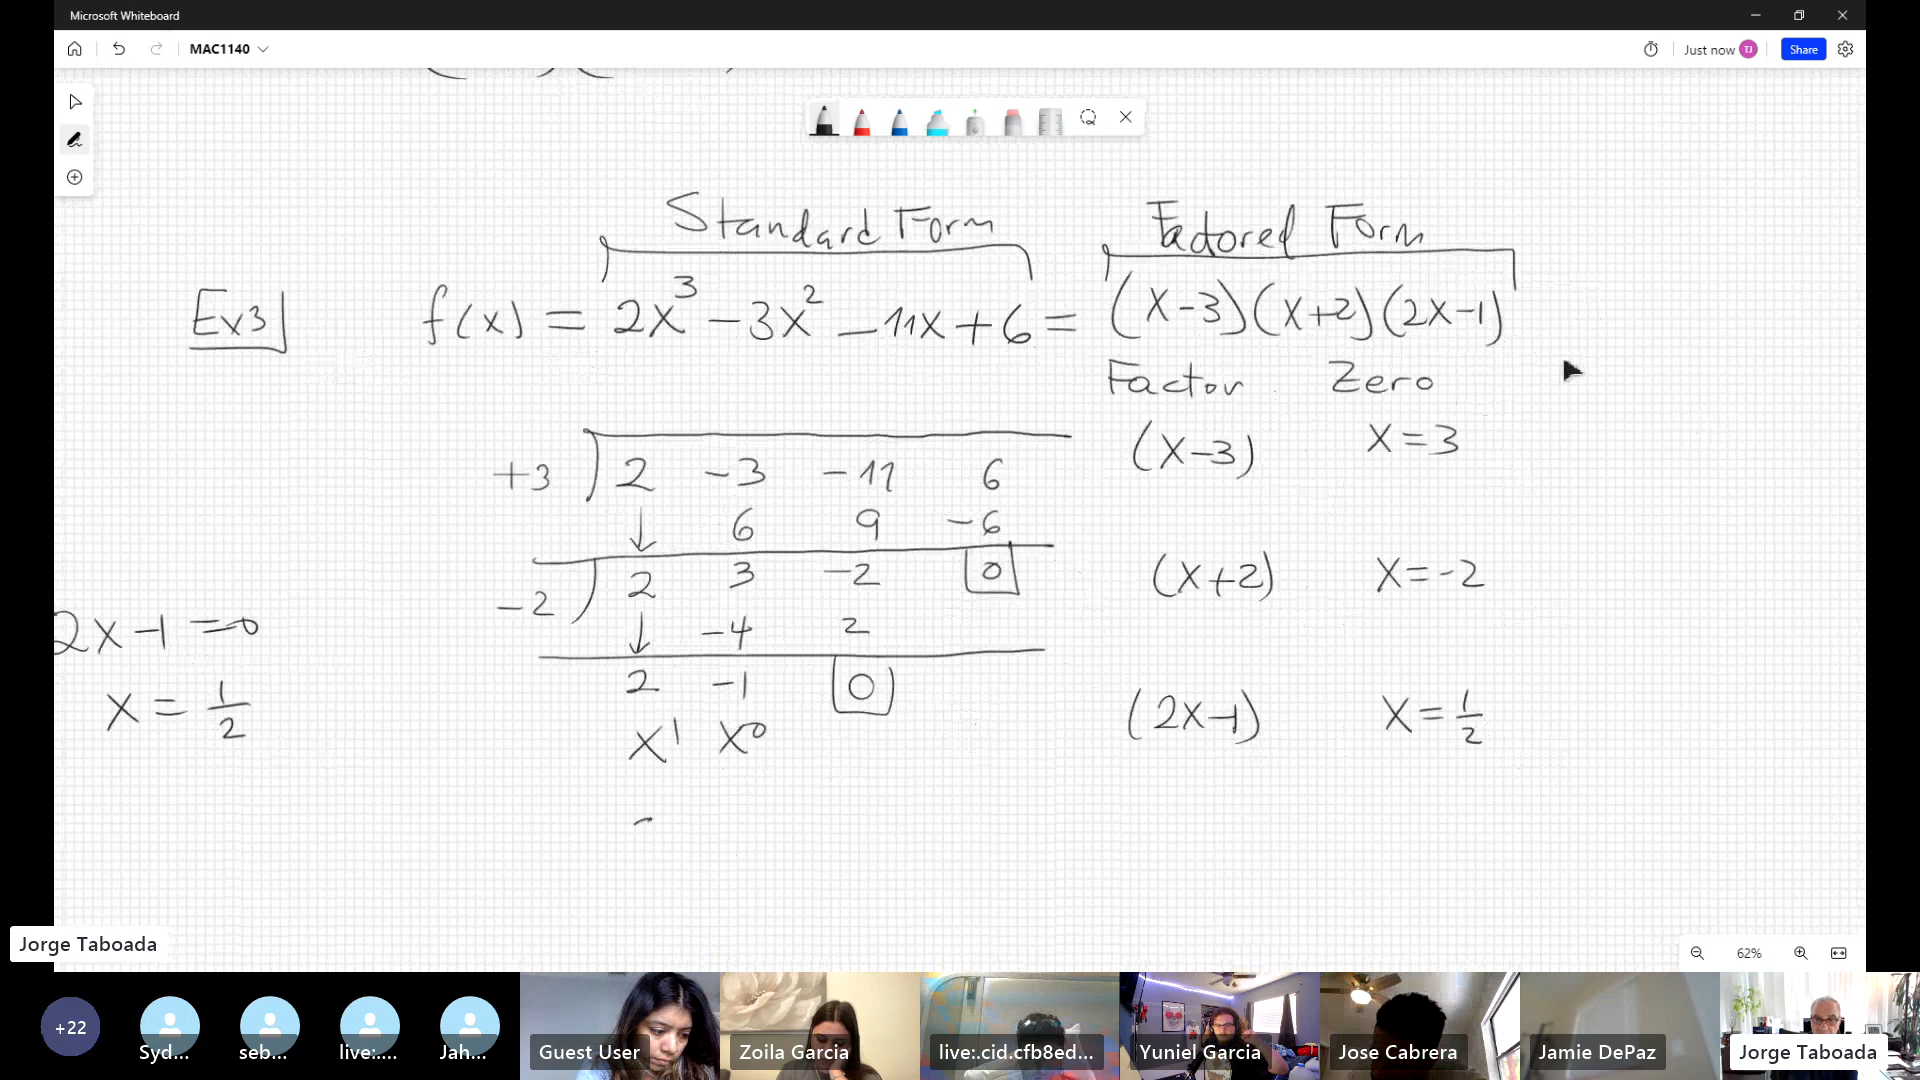 Microsoft Whiteboard
MAC1140
Just now
TJ
Share
Standard Form
Factored Form
Ex3
f(x) = 2x³ - 3x² - 11x + 6 = (x-3)(x+2)(2x-1)
Factor Zero
(x-3) x = 3
+3 2 -3 -11 6
↓ 6 9 -6
-2 2 3 -2 0
(x+2) x = -2
↓ -4 2
2 -1 0
x¹ x⁰
(2x-1) x = 1/2
2x-1 = 0
x = 1/2
Jorge Taboada
62%
+22
Syd...
seb...
live:....
Jah...
Guest User
Zoila Garcia
live:.cid.cfb8ed...
Yuniel Garcia
Jose Cabrera
Jamie DePaz
Jorge Taboada